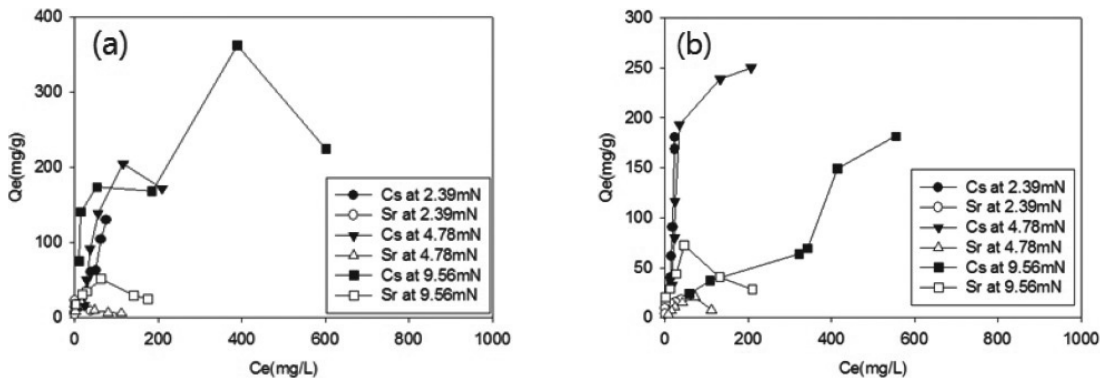 (a)
400
300
200
100
0
Qe(mg/g)
0 200 400 600 800 1000
Ce(mg/L)
Cs at 2.39mN
Sr at 2.39mN
Cs at 4.78mN
Sr at 4.78mN
Cs at 9.56mN
Sr at 9.56mN
(b)
300
250
200
150
100
50
0
Qe(mg/g)
0 200 400 600 800 1000
Ce(mg/L)
Cs at 2.39mN
Sr at 2.39mN
Cs at 4.78mN
Sr at 4.78mN
Cs at 9.56mN
Sr at 9.56mN